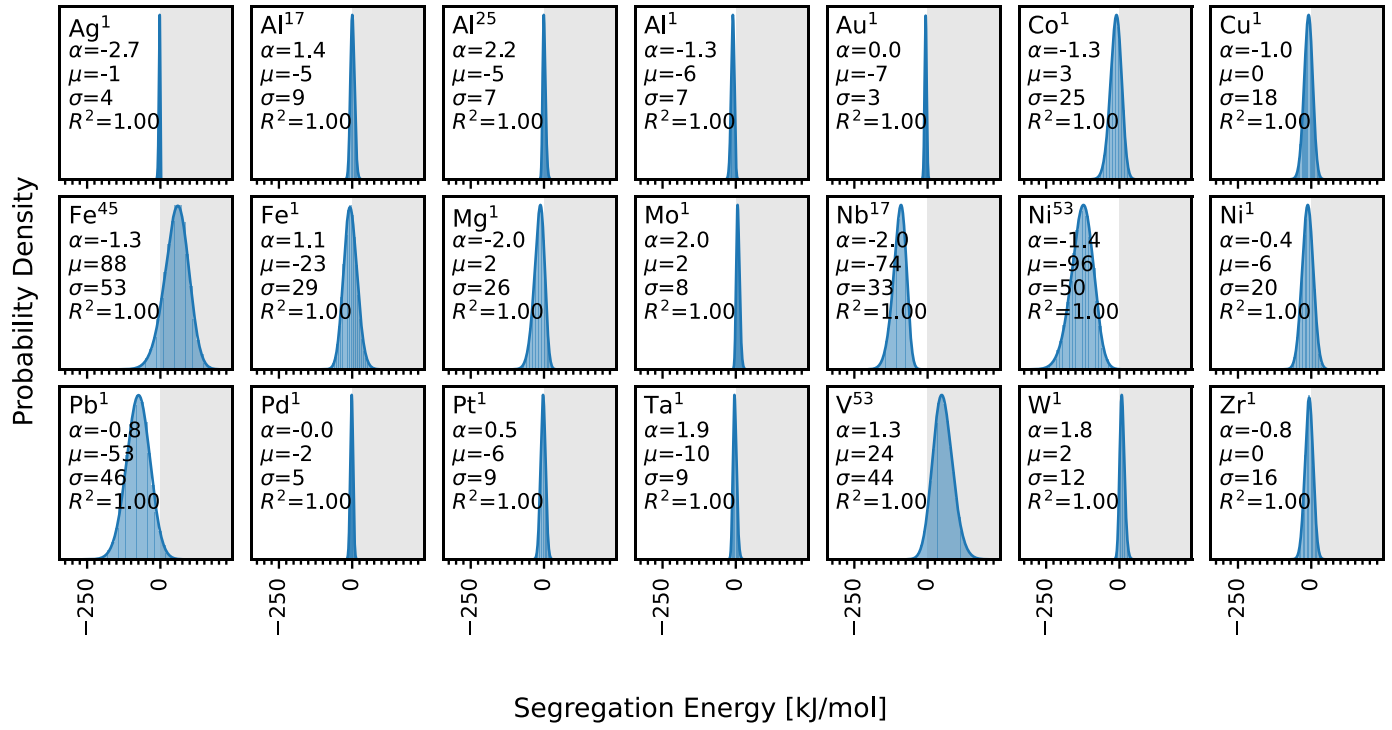 Probability Density
Ag¹
α=-2.7
μ=-1
σ=4
R²=1.00
Al¹⁷
α=1.4
μ=-5
σ=9
R²=1.00
Al²⁵
α=2.2
μ=-5
σ=7
R²=1.00
Al¹
α=-1.3
μ=-6
σ=7
R²=1.00
Au¹
α=0.0
μ=-7
σ=3
R²=1.00
Co¹
α=-1.3
μ=3
σ=25
R²=1.00
Cu¹
α=-1.0
μ=0
σ=18
R²=1.00
Fe⁴⁵
α=-1.3
μ=88
σ=53
R²=1.00
Fe¹
α=1.1
μ=-23
σ=29
R²=1.00
Mg¹
α=-2.0
μ=2
σ=26
R²=1.00
Mo¹
α=2.0
μ=2
σ=8
R²=1.00
Nb¹⁷
α=-2.0
μ=-74
σ=33
R²=1.00
Ni⁵³
α=-1.4
μ=-96
σ=50
R²=1.00
Ni¹
α=-0.4
μ=-6
σ=20
R²=1.00
Pb¹
α=-0.8
μ=-53
σ=46
R²=1.00
Pd¹
α=-0.0
μ=-2
σ=5
R²=1.00
Pt¹
α=0.5
μ=-6
σ=9
R²=1.00
Ta¹
α=1.9
μ=-10
σ=9
R²=1.00
V⁵³
α=1.3
μ=24
σ=44
R²=1.00
W¹
α=1.8
μ=2
σ=12
R²=1.00
Zr¹
α=-0.8
μ=0
σ=16
R²=1.00
−250
0
−250
0
−250
0
−250
0
−250
0
−250
0
−250
0
Segregation Energy [kJ/mol]